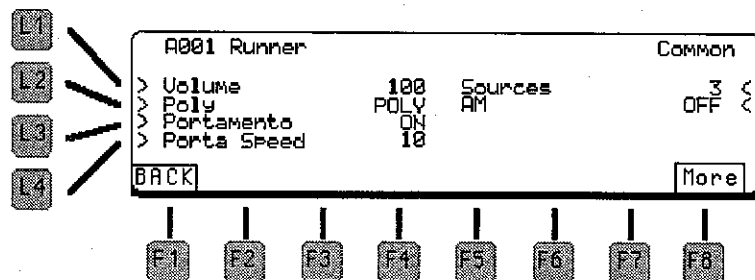 L1
L2
L3
L4
A001 Runner Common
> Volume 100 Sources 3 <
> Poly POLY AM OFF <
> Portamento ON
> Porta Speed 10
BACK More
F1 F2 F3 F4 F5 F6 F7 F8